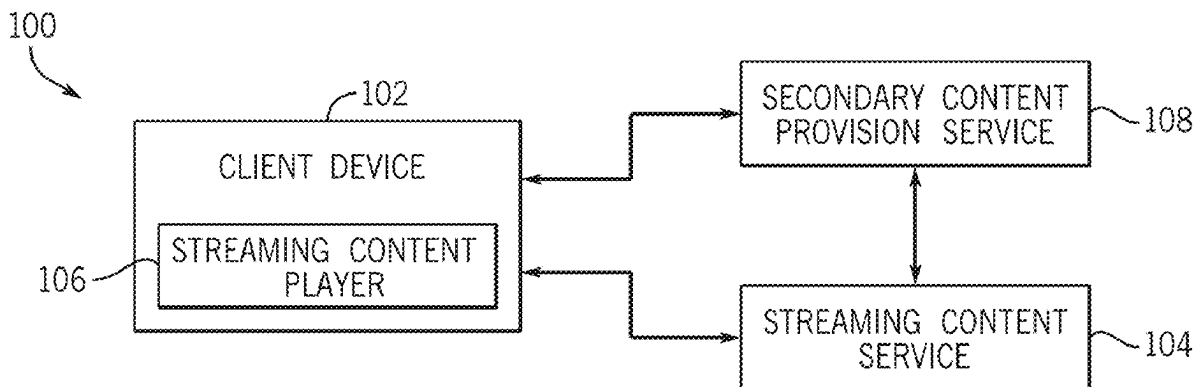 100
102
CLIENT DEVICE
106
STREAMING CONTENT
PLAYER
SECONDARY CONTENT
PROVISION SERVICE
108
STREAMING CONTENT
SERVICE
104